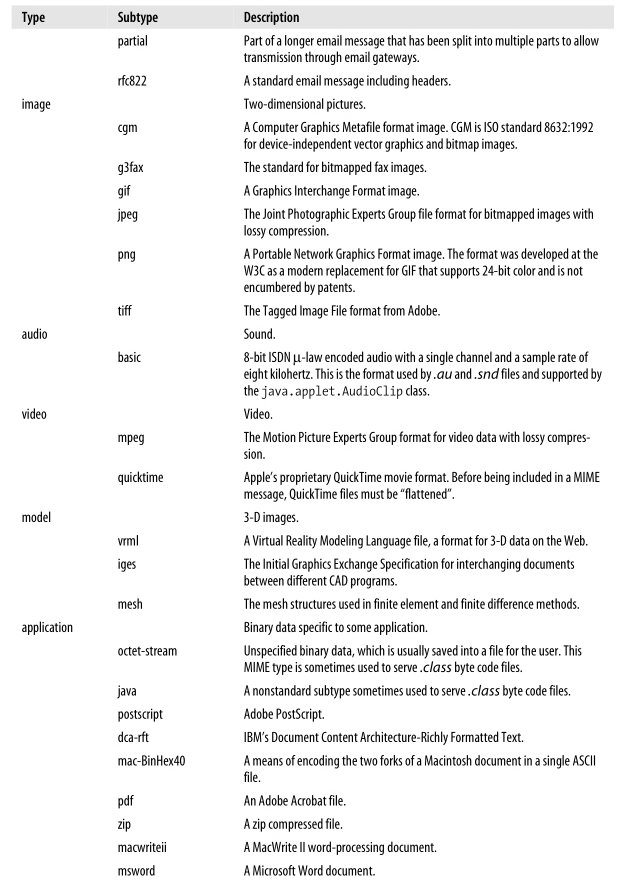 Type Subtype Description
partial Part of a longer email message that has been split into multiple parts to allow
transmission through email gateways.
rfc822 A standard email message including headers.
image Two-dimensional pictures.
cgm A Computer Graphics Metafile format image. CGM is ISO standard 8632:1992
for device-independent vector graphics and bitmap images.
g3fax The standard for bitmapped fax images.
gif A Graphics Interchange Format image.
jpeg The Joint Photographic Experts Group file format for bitmapped images with
lossy compression.
png A Portable Network Graphics Format image. The format was developed at the
W3C as a modern replacement for GIF that supports 24-bit color and is not
encumbered by patents.
tiff The Tagged Image File format from Adobe.
audio Sound.
basic 8-bit ISDN μ-law encoded audio with a single channel and a sample rate of
eight kilohertz. This is the format used by .au and .snd files and supported by
the java.applet.AudioClip class.
video Video.
mpeg The Motion Picture Experts Group format for video data with lossy compres-
sion.
quicktime Apple's proprietary QuickTime movie format. Before being included in a MIME
message, QuickTime files must be “flattened”.
model 3-D images.
vrml A Virtual Reality Modeling Language file, a format for 3-D data on the Web.
iges The Initial Graphics Exchange Specification for interchanging documents
between different CAD programs.
mesh The mesh structures used in finite element and finite difference methods.
application Binary data specific to some application.
octet-stream Unspecified binary data, which is usually saved into a file for the user. This
MIME type is sometimes used to serve .class byte code files.
java A nonstandard subtype sometimes used to serve .class byte code files.
postscript Adobe PostScript.
dca-rft IBM's Document Content Architecture-Richly Formatted Text.
mac-BinHex40 A means of encoding the two forks of a Macintosh document in a single ASCII
file.
pdf An Adobe Acrobat file.
zip A zip compressed file.
macwriteii A MacWrite II word-processing document.
msword A Microsoft Word document.